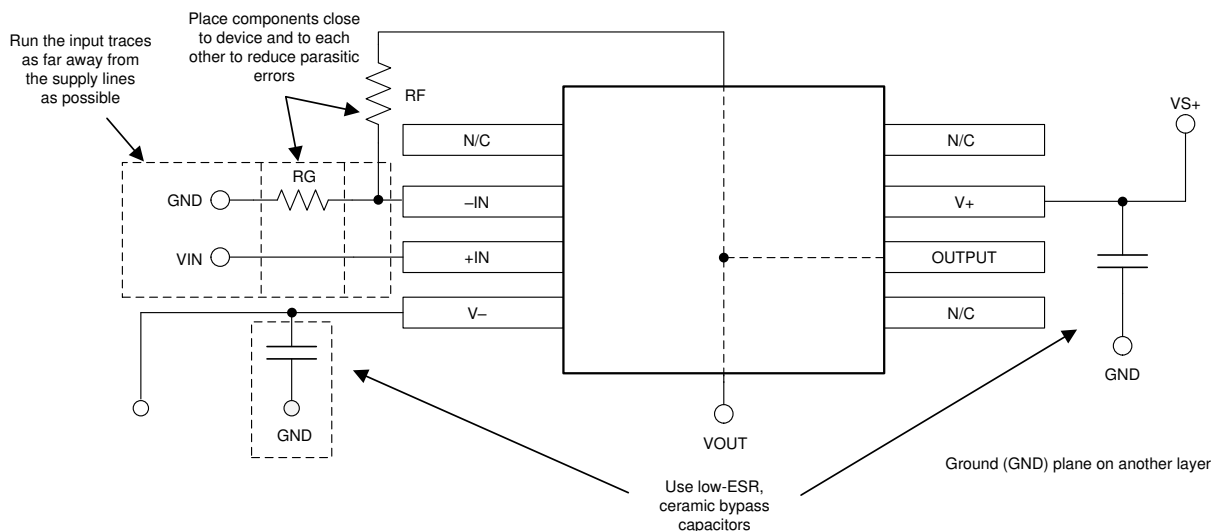 Place components close
to device and to each
other to reduce parasitic
errors
Run the input traces
as far away from
the supply lines
as possible
RF
VS+
N/C
N/C
RG
GND
–IN
V+
VIN
+IN
OUTPUT
V–
N/C
GND
GND
VOUT
Ground (GND) plane on another layer
Use low-ESR,
ceramic bypass
capacitors